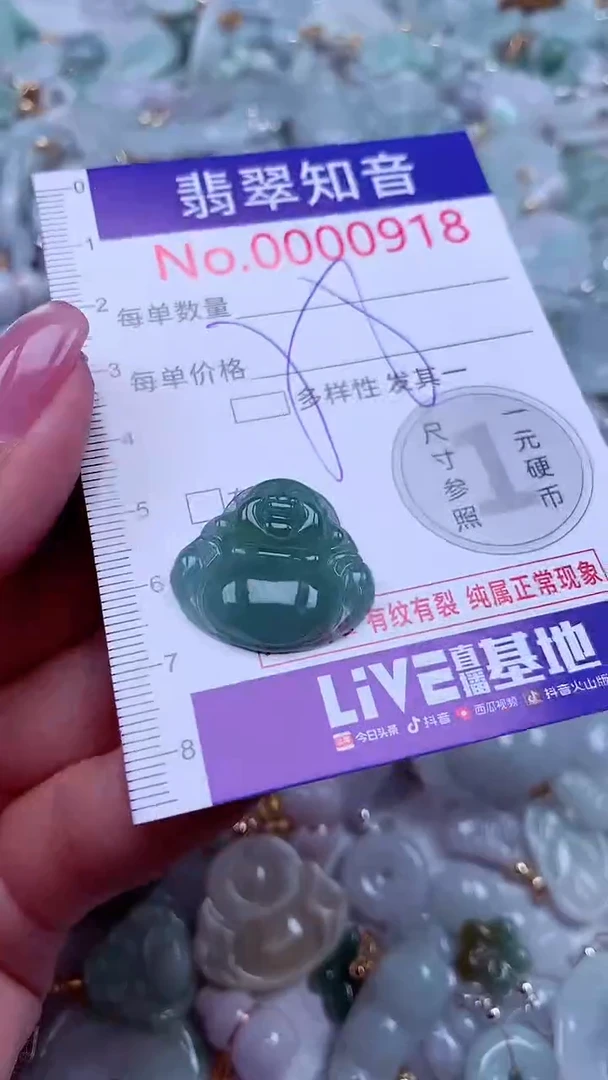 翡翠知音
No.0000918
每单数量
每单价格
多样性 发其一
尺寸参照
1
一元硬币
有纹有裂 纯属正常现象
LiVE直播基地
今日头条 抖音 西瓜视频 抖音火山版
0
1
2
3
4
5
6
7
8